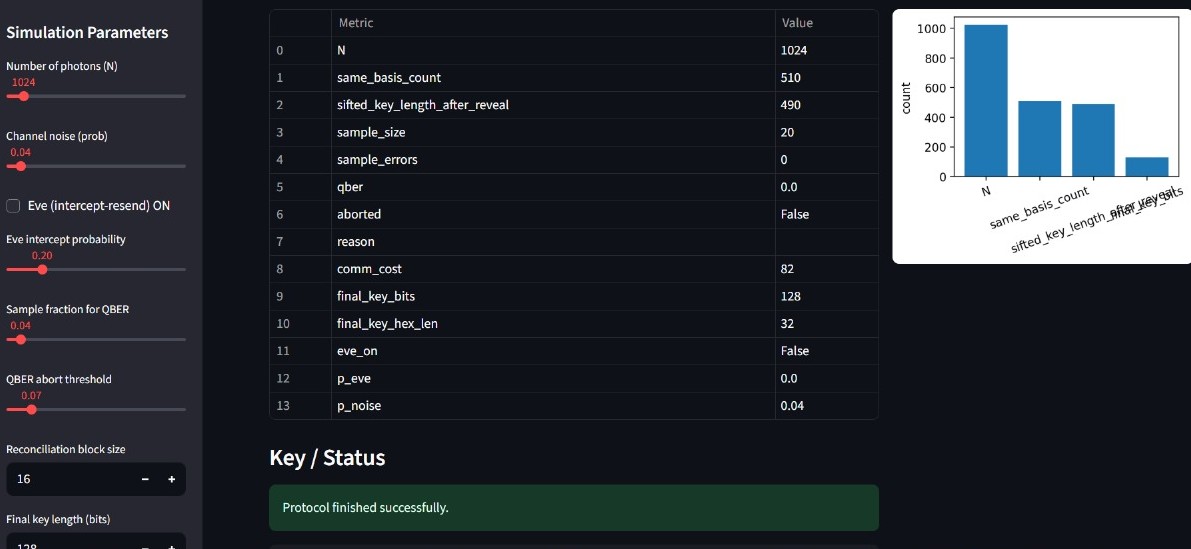 Simulation Parameters
Number of photons (N)
1024
Channel noise (prob)
0.04
Eve (intercept-resend) ON
Eve intercept probability
0.20
Sample fraction for QBER
0.04
QBER abort threshold
0.07
Reconciliation block size
16 − +
Final key length (bits)
128 − +
Metric Value
0 N 1024
1 same_basis_count 510
2 sifted_key_length_after_reveal 490
3 sample_size 20
4 sample_errors 0
5 qber 0.0
6 aborted False
7 reason
8 comm_cost 82
9 final_key_bits 128
10 final_key_hex_len 32
11 eve_on False
12 p_eve 0.0
13 p_noise 0.04
Key / Status
Protocol finished successfully.
1000
800
600
400
200
0
count
N
same_basis_count
sifted_key_length_after_reveal
final_key_bits